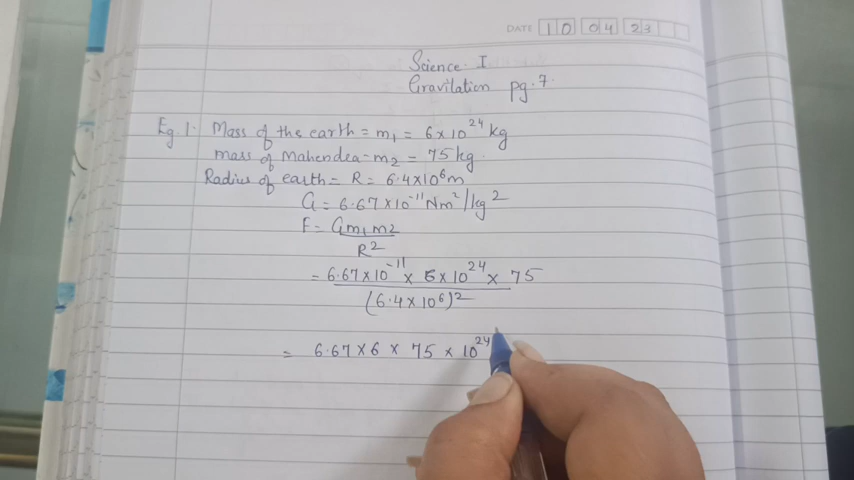 DATE: 10 04 23
Science. I
Gravitation pg. 7.
Eg. 1. Mass of the earth = m₁ = 6×10²⁴ kg
Mass of Mahendea = m₂ = 75 kg.
Radius of earth = R = 6.4×10⁶m
G = 6.67×10⁻¹¹ Nm²/kg²
F = Gm₁m₂
R²
= 6.67×10⁻¹¹ × 6×10²⁴ × 75
(6.4×10⁶)²
= 6.67×6 × 75 × 10²⁴